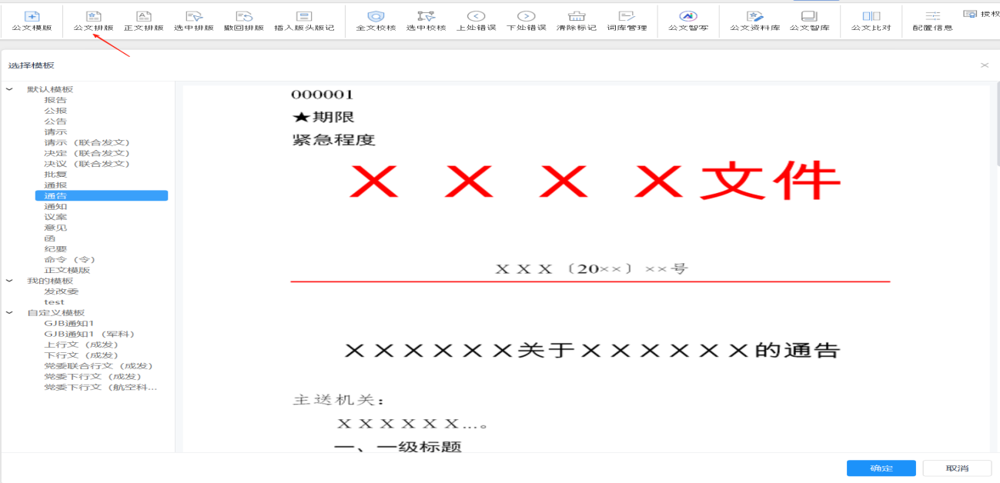 公文模版 公文排版 正文排版 选中排版 撤回排版 插入版头版记 全文校核 选中校核 上处错误 下处错误 清除标记 词库管理 公文智写 公文资料库 公文智库 公文比对 配置信息 授权
选择模板
默认模板
报告
公报
公告
请示
请示（联合发文）
决定（联合发文）
决议（联合发文）
批复
通报
通告
通知
议案
意见
函
纪要
命令（令）
正文模版
我的模板
发改委
test
自定义模板
GJB通知1
GJB通知1（军科）
上行文（成发）
下行文（成发）
党委联合行文（成发）
党委下行文（成发）
党委下行文（航空科...
000001
★期限
紧急程度
××××文件
XXX〔20××〕××号
××××××关于××××××的通告
主送机关：
XXXXXX...。
一、一级标题
确定 取消